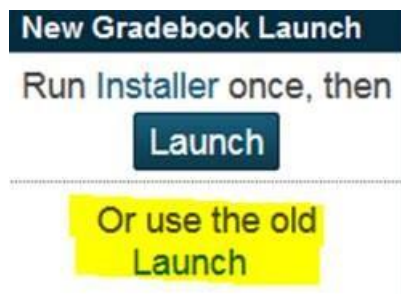 New Gradebook Launch
Run Installer once, then
Launch
Or use the old
Launch